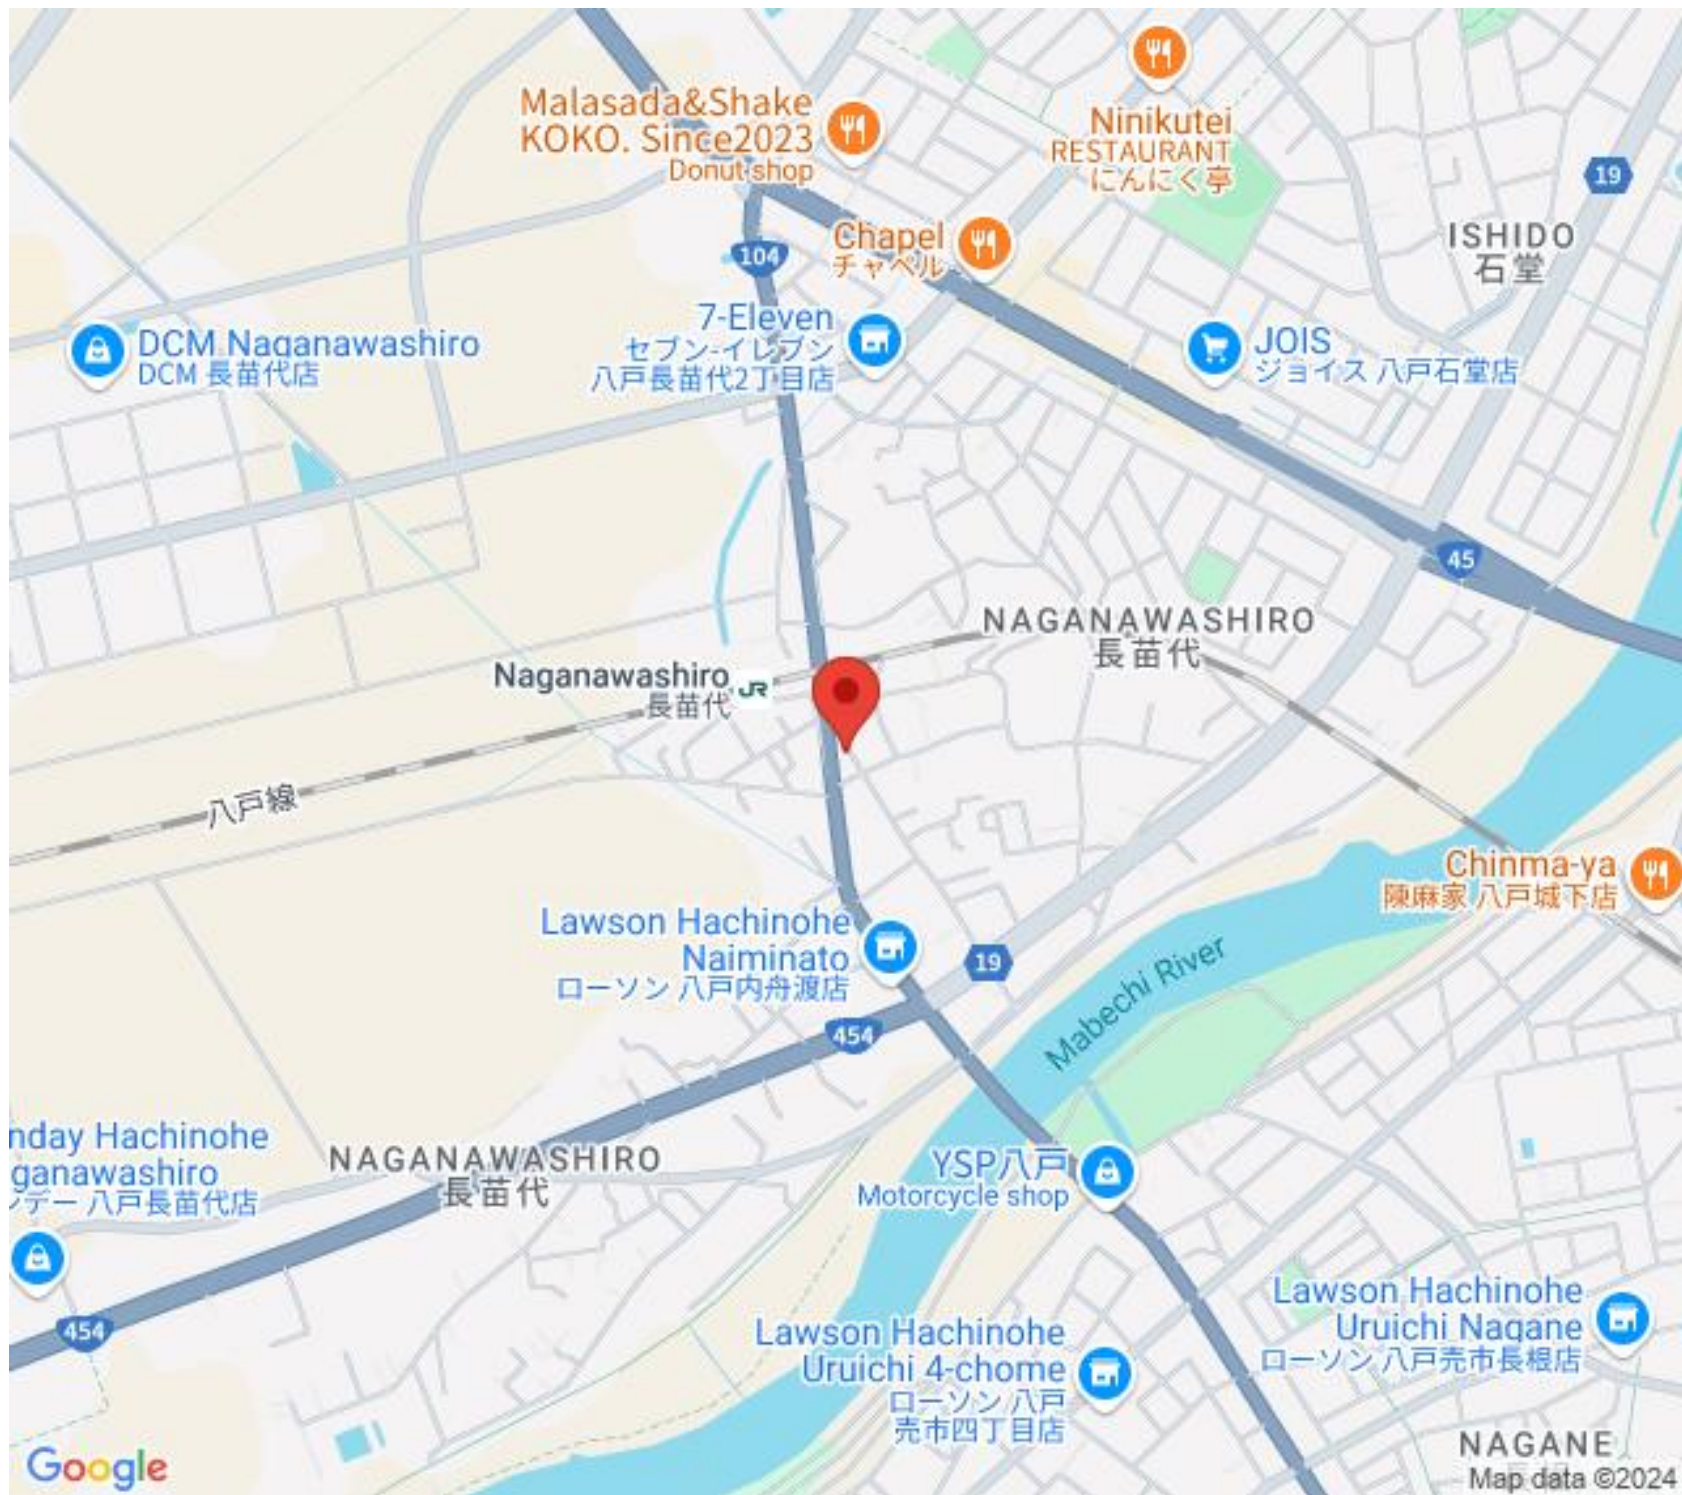 Malasada&Shake
KOKO. Since2023
Donut shop
Ninikutei
RESTAURANT
にんにく亭
19
ISHIDO
石堂
104
Chapel
チャペル
7-Eleven
セブン-イレブン
八戸長苗代2丁目店
DCM Naganawashiro
DCM 長苗代店
JOIS
ジョイス 八戸石堂店
45
NAGANAWASHIRO
長苗代
Naganawashiro
長苗代
JR
八戸線
Chinma-ya
陳麻家 八戸城下店
Lawson Hachinohe
Naiminato
ローソン 八戸内舟渡店
19
454
Mabechi River
nday Hachinohe
ganawashiro
ンデー 八戸長苗代店
NAGANAWASHIRO
長苗代
YSP八戸
Motorcycle shop
454
Lawson Hachinohe
Uruichi 4-chome
ローソン 八戸
売市四丁目店
Lawson Hachinohe
Uruichi Nagane
ローソン 八戸売市長根店
NAGANE
Google
Map data ©2024